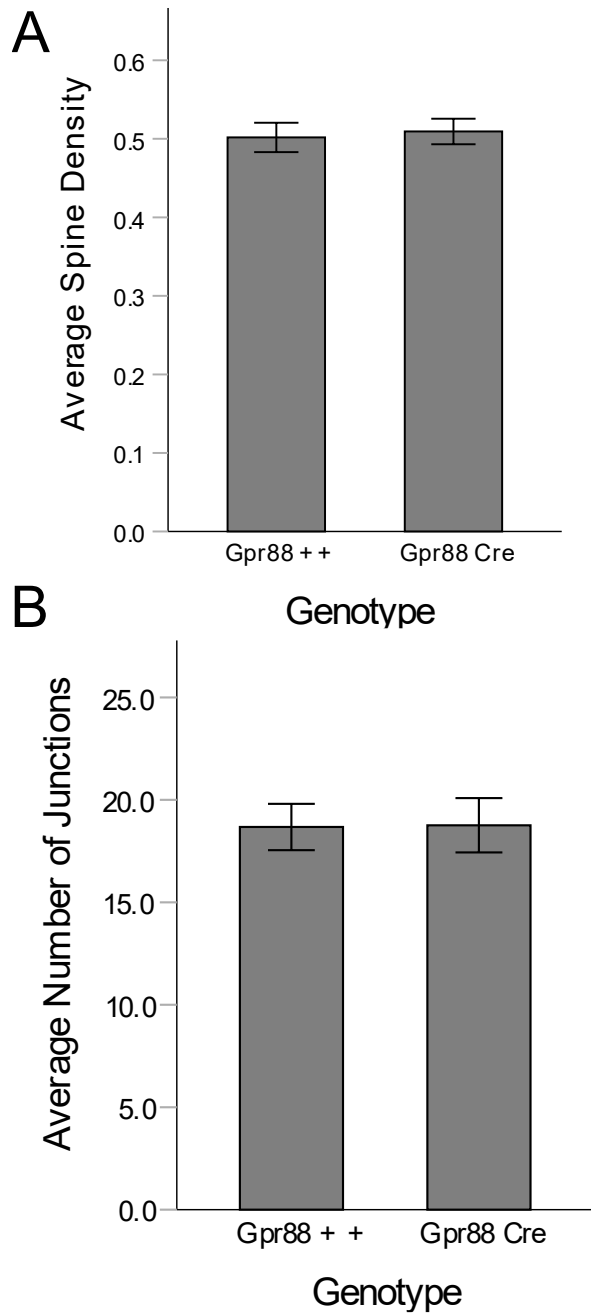 A
Average Spine Density
0.6
0.5
0.4
0.3
0.2
0.1
0.0
Gpr88 + +
Gpr88 Cre
Genotype
B
Average Number of Junctions
25.0
20.0
15.0
10.0
5.0
0.0
Gpr88 + +
Gpr88 Cre
Genotype